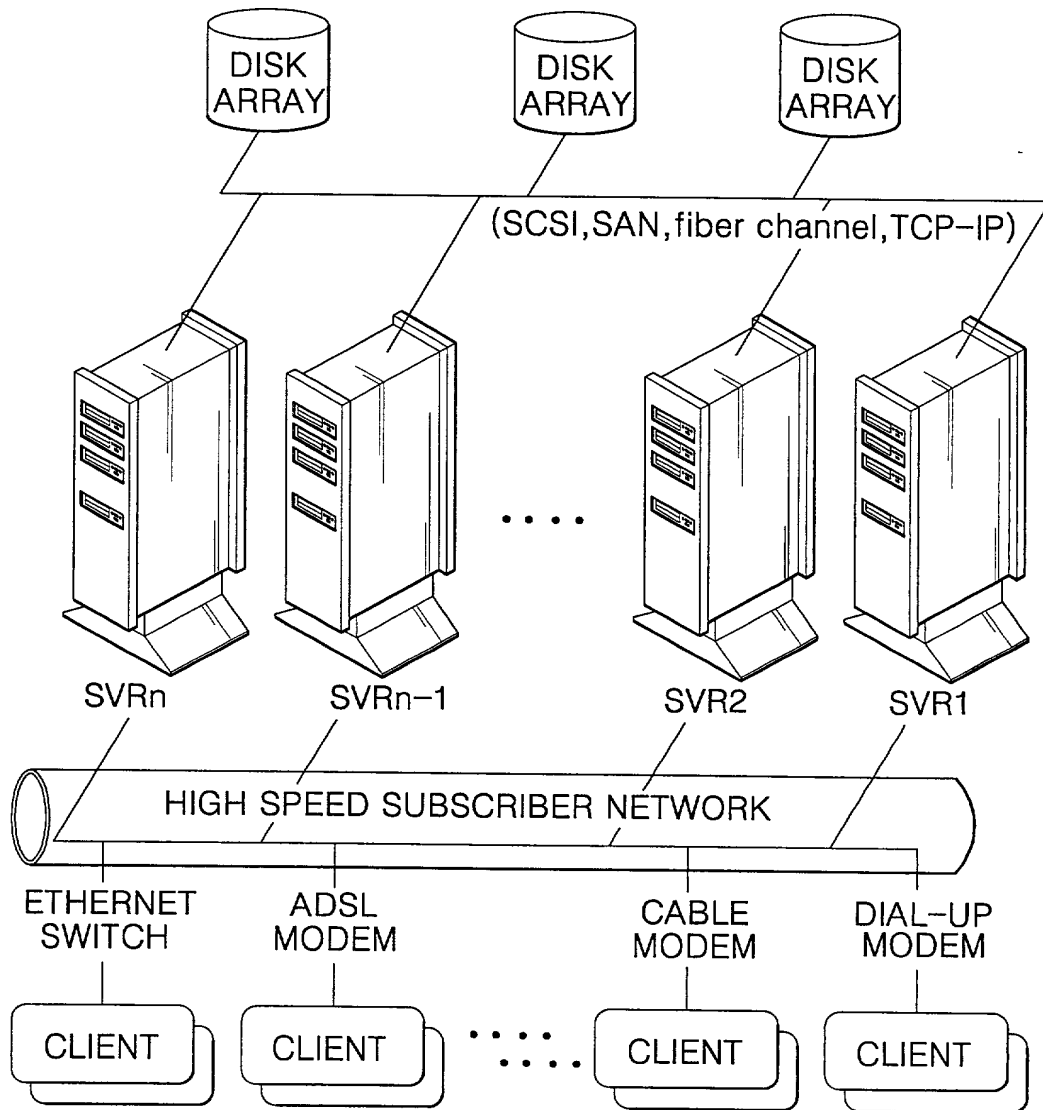 DISK
ARRAY
DISK
ARRAY
DISK
ARRAY
(SCSI,SAN,fiber channel,TCP-IP)
SVRn
SVRn-1
SVR2
SVR1
HIGH SPEED SUBSCRIBER NETWORK
ETHERNET
SWITCH
ADSL
MODEM
CABLE
MODEM
DIAL-UP
MODEM
CLIENT
CLIENT
CLIENT
CLIENT